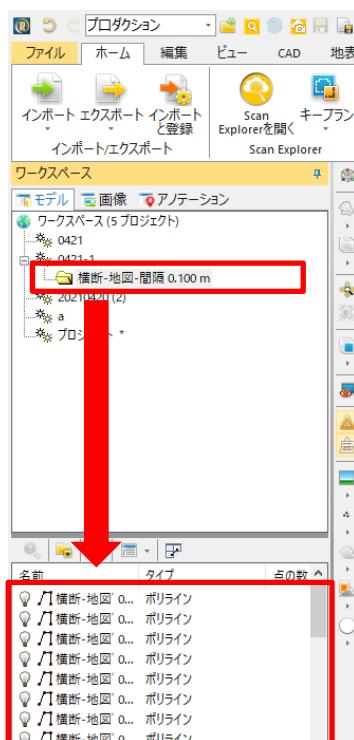 プロダクション
ファイル ホーム 編集 ビュー CAD 地表
インポート エクスポート インポートと登録 Scan Explorerを開く キープラン
インポート/エクスポート Scan Explorer
ワークスペース
モデル 画像 アノテーション
ワークスペース (5 プロジェクト)
0421
0421-1
横断-地図-間隔 0.100 m
20210420 (2)
a
名前 タイプ 点の数
横断-地図 0... ポリライン
横断-地図 0... ポリライン
横断-地図 0... ポリライン
横断-地図 0... ポリライン
横断-地図 0... ポリライン
横断-地図 0... ポリライン
横断-地図 0... ポリライン
横断-地図 0... ポリライン